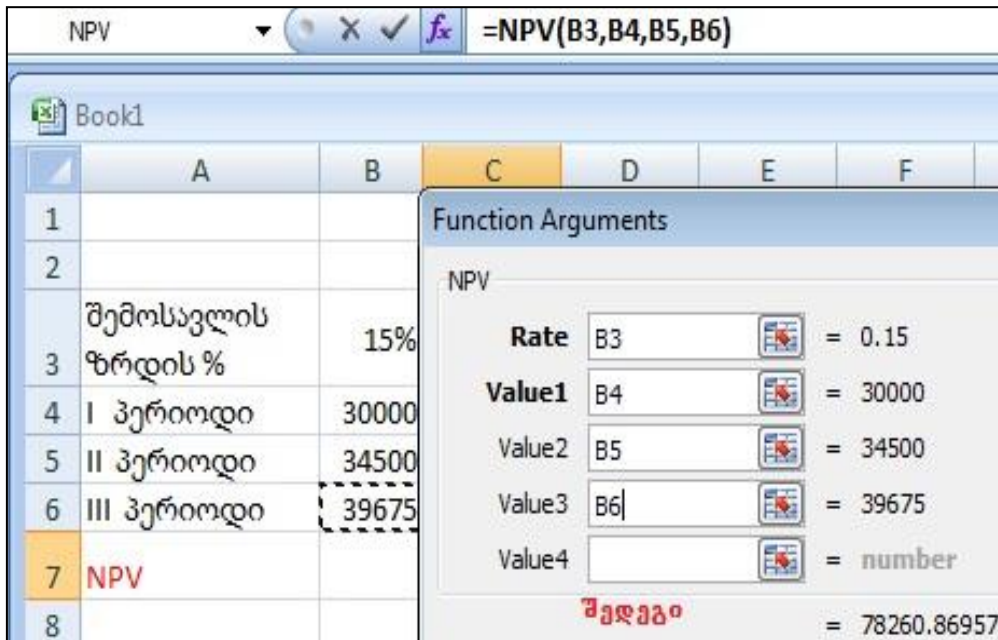 NPV =NPV(B3,B4,B5,B6)
Book1
A B C D E F
1
2
3 შემოსავლის
ზრდის % 15%
4 I პერიოდი 30000
5 II პერიოდი 34500
6 III პერიოდი 39675
7 NPV
8
Function Arguments
NPV
Rate B3 = 0.15
Value1 B4 = 30000
Value2 B5 = 34500
Value3 B6 = 39675
Value4 = number
შედეგი
= 78260.86957